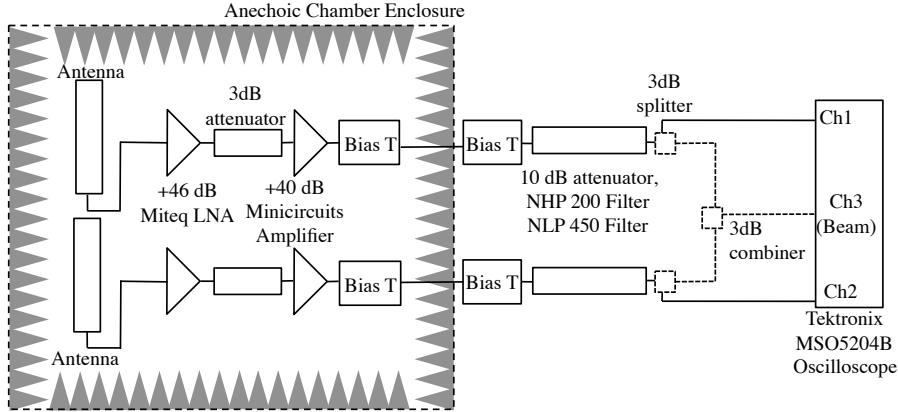 Anechoic Chamber Enclosure
Antenna
3dB
attenuator
+46 dB
Miteq LNA
+40 dB
Minicircuits
Amplifier
Bias T
Bias T
10 dB attenuator,
NHP 200 Filter
NLP 450 Filter
3dB
splitter
Ch1
Ch3
(Beam)
3dB
combiner
Antenna
Bias T
Bias T
Ch2
Tektronix
MSO5204B
Oscilloscope